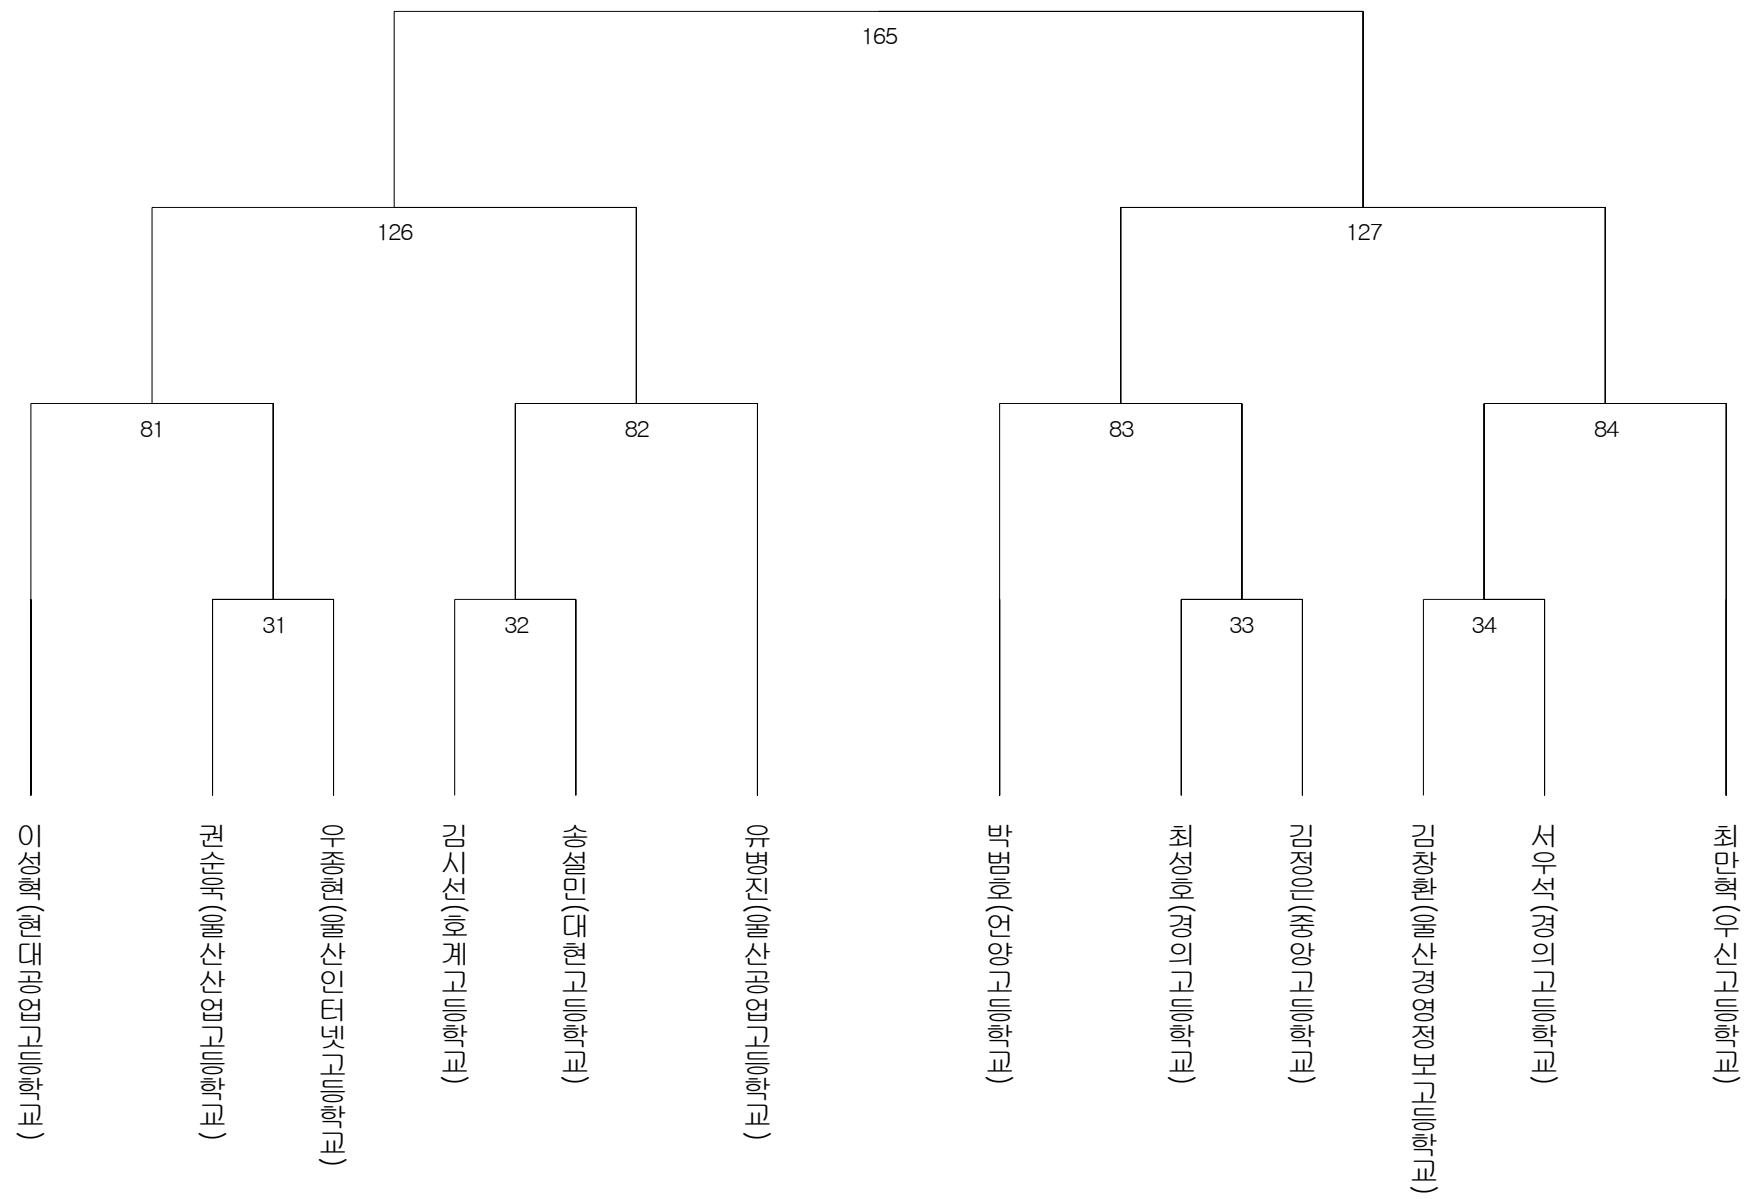 165
126
127
81
82
83
84
31
32
33
34
이성혁(현대공업고등학교)
권순욱(울산산업고등학교)
우종현(울산인터넷고등학교)
김시선(호계고등학교)
송설민(대현고등학교)
유병진(울산공업고등학교)
박범호(언양고등학교)
최성호(경의고등학교)
김정은(중앙고등학교)
김창환(울산경영정보고등학교)
서우석(경의고등학교)
최만혁(우신고등학교)